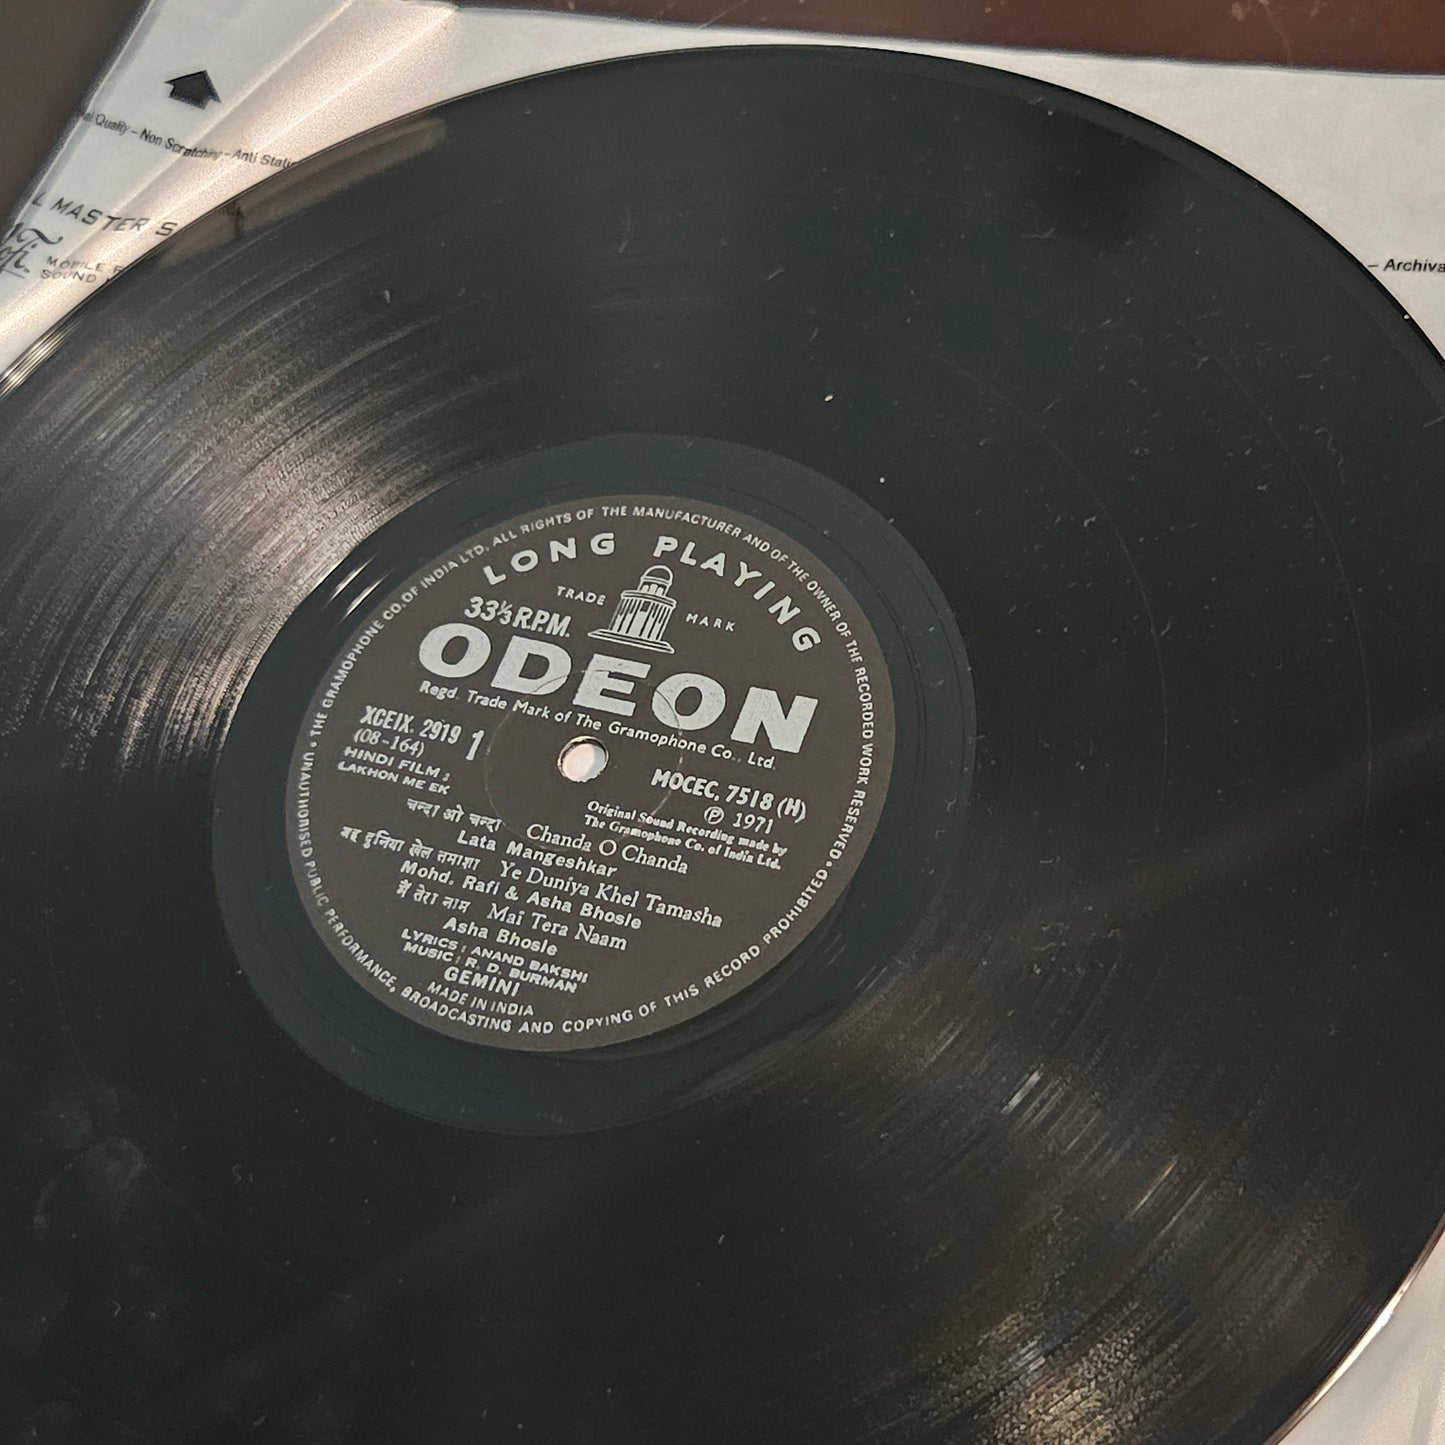 al Quality - Non Scratching - Anti Static
L MASTER S
MOBILE F
SOUND
- Archiva
THE GRAMOPHONE CO. OF INDIA LTD. ALL RIGHTS OF THE MANUFACTURER AND OF THE OWNER OF THE RECORDED WORK RESERVED • UNAUTHORISED PUBLIC PERFORMANCE, BROADCASTING AND COPYING OF THIS RECORD PROHIBITED •
LONG PLAYING
TRADE MARK
33⅓ R.P.M.
ODEON
Regd. Trade Mark of The Gramophone Co., Ltd.
XCEIX. 2919 1
(08-164)
HINDI FILM :
LAKHON ME EK
MOCEC. 7518 (H)
Ⓟ 1971
Original Sound Recording made by
The Gramophone Co. of India Ltd.
चन्दा ओ चन्दा Chanda O Chanda
Lata Mangeshkar
यह दुनिया खेल तमाशा Ye Duniya Khel Tamasha
Mohd. Rafi & Asha Bhosle
मैं तेरा नाम Mai Tera Naam
Asha Bhosle
LYRICS : ANAND BAKSHI
MUSIC : R. D. BURMAN
GEMINI
MADE IN INDIA